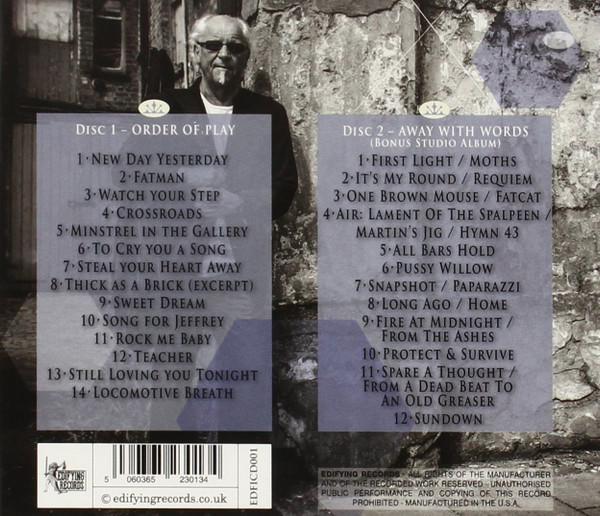 Disc 1 – ORDER OF PLAY
1• NEW DAY YESTERDAY
2• FATMAN
3• WATCH YOUR STEP
4• CROSSROADS
5• MINSTREL IN THE GALLERY
6• TO CRY YOU A SONG
7• STEAL YOUR HEART AWAY
8• THICK AS A BRICK (EXCERPT)
9• SWEET DREAM
10• SONG FOR JEFFREY
11• ROCK ME BABY
12• TEACHER
13• STILL LOVING YOU TONIGHT
14• LOCOMOTIVE BREATH
Disc 2 – AWAY WITH WORDS
(BONUS STUDIO ALBUM)
1• FIRST LIGHT / MOTHS
2• IT'S MY ROUND / REQUIEM
3• ONE BROWN MOUSE / FATCAT
4• AIR: LAMENT OF THE SPALPEEN /
MARTIN'S JIG / HYMN 43
5• ALL BARS HOLD
6• PUSSY WILLOW
7• SNAPSHOT / PAPARAZZI
8• LONG AGO / HOME
9• FIRE AT MIDNIGHT /
FROM THE ASHES
10• PROTECT & SURVIVE
11• SPARE A THOUGHT /
FROM A DEAD BEAT TO
AN OLD GREASER
12• SUNDOWN
EDIFYING
RECORDS
5 060365 230134
EDFICD001
© edifyingrecords.co.uk
EDIFYING RECORDS - ALL RIGHTS OF THE MANUFACTURER
AND OF THE RECORDED WORK RESERVED - UNAUTHORISED
PUBLIC PERFORMANCE AND COPYING OF THIS RECORD
PROHIBITED - MANUFACTURED IN THE U.S.A.